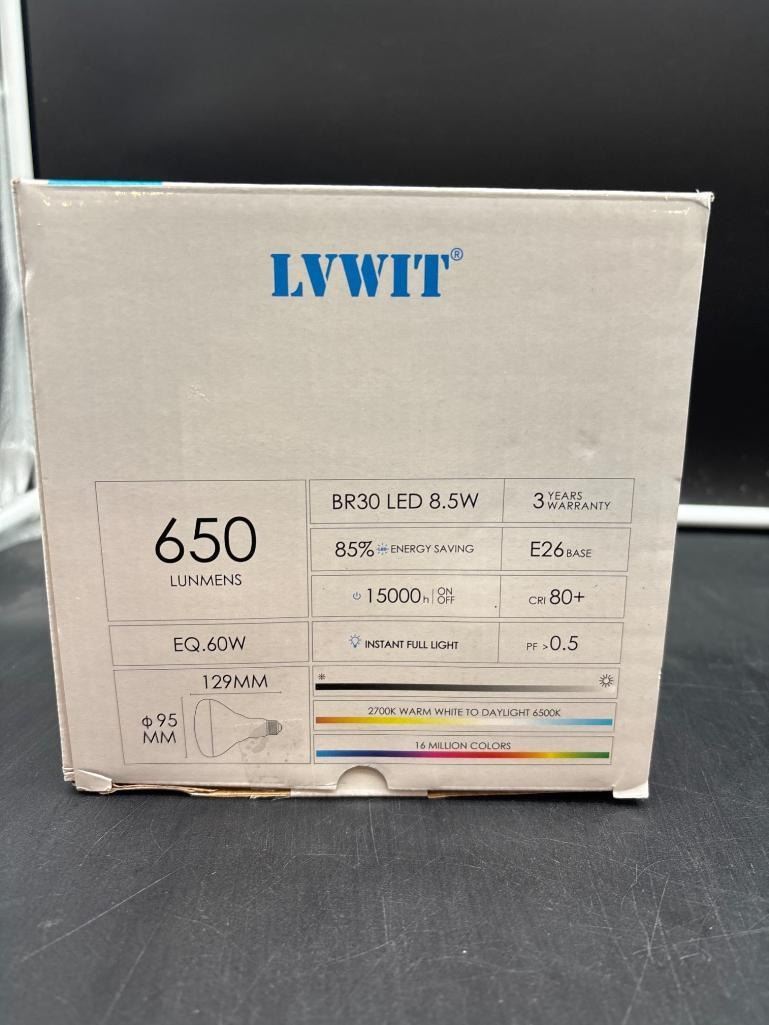 LVWIT®
650
LUNMENS
BR30 LED 8.5W
3 YEARS WARRANTY
85% ENERGY SAVING
E26 BASE
15000h | ON OFF
CRI 80+
EQ.60W
INSTANT FULL LIGHT
PF >0.5
129MM
Φ95
MM
2700K WARM WHITE TO DAYLIGHT 6500K
16 MILLION COLORS